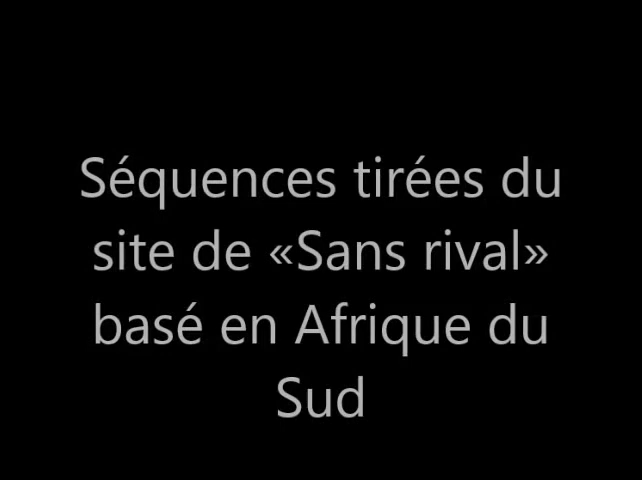 Séquences tirées du
site de «Sans rival»
basé en Afrique du
Sud